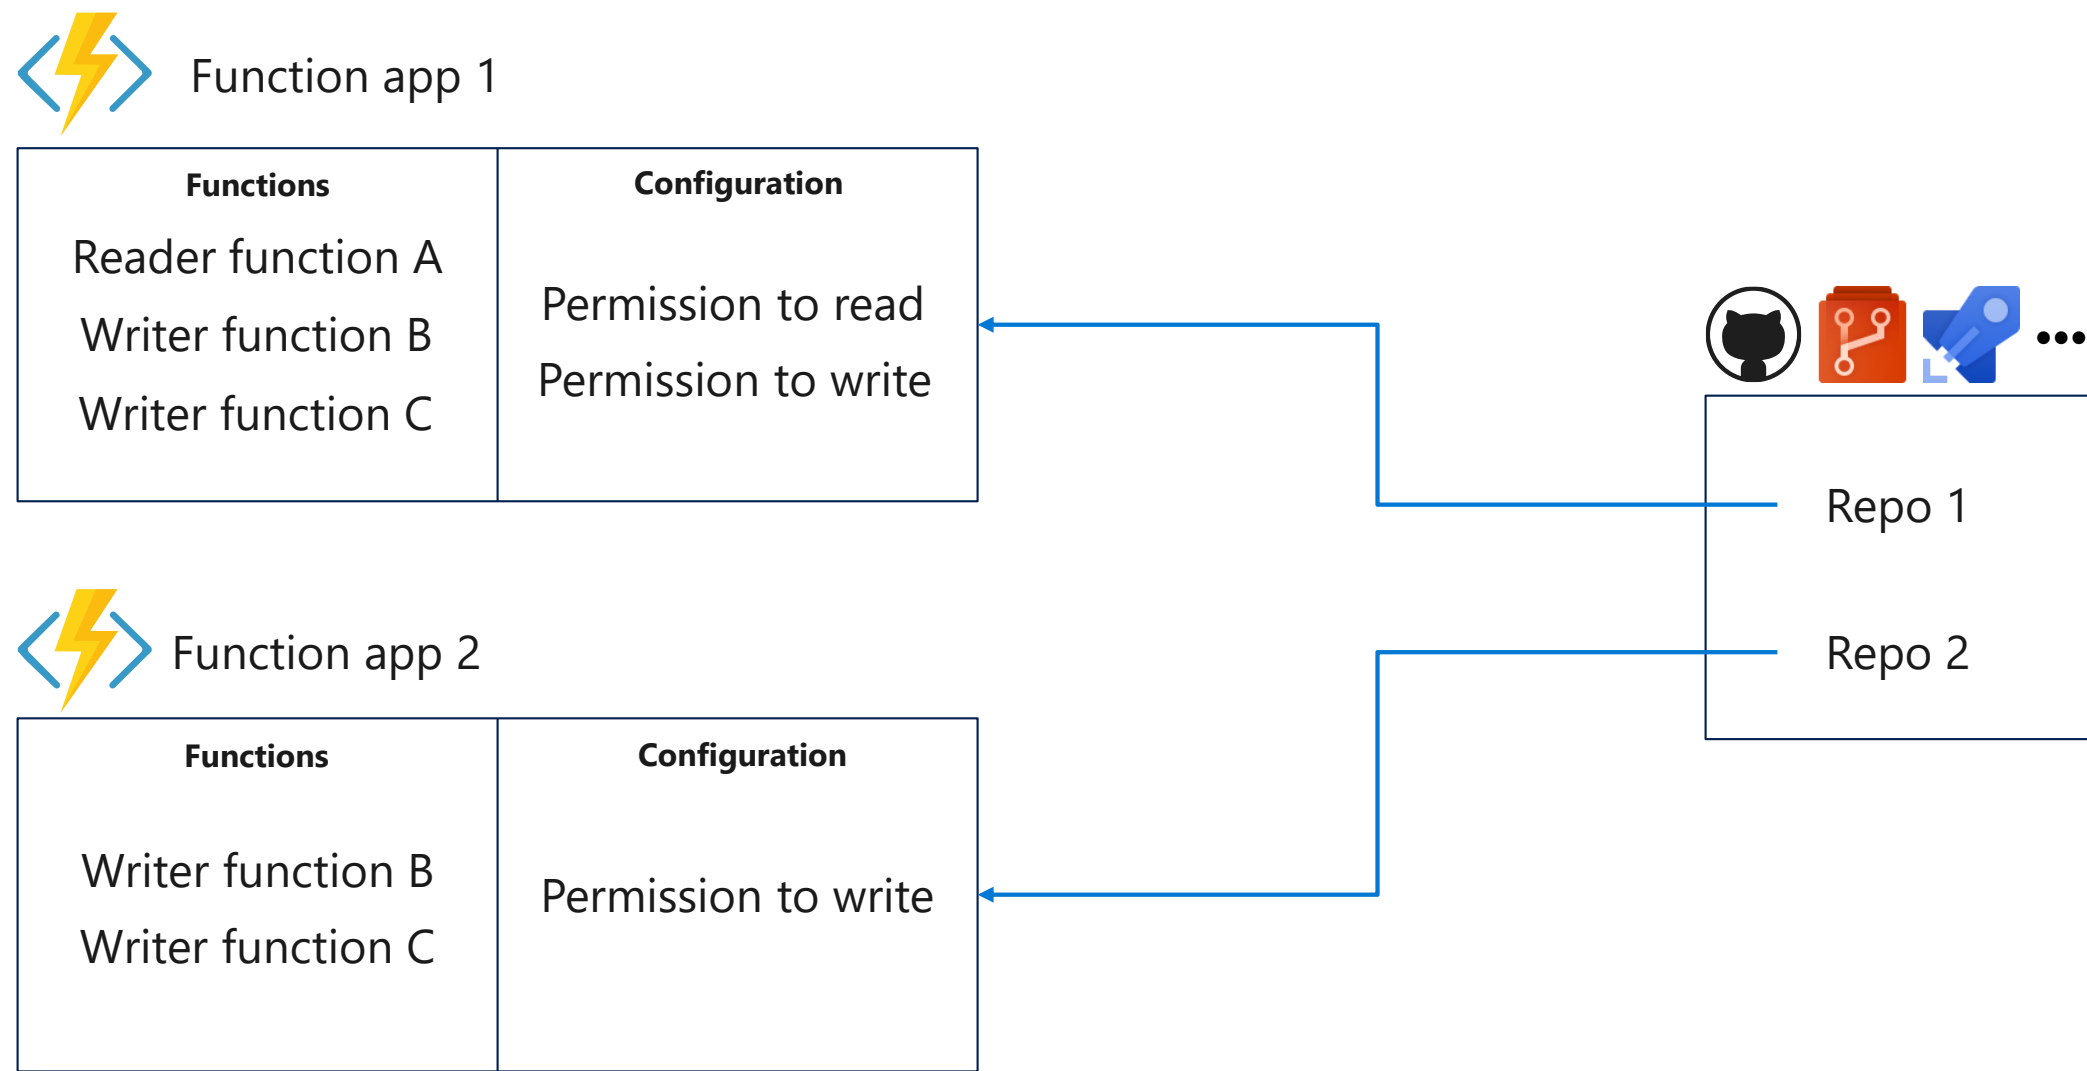 Function app 1
Functions
Reader function A
Writer function B
Writer function C
Configuration
Permission to read
Permission to write
Repo 1
Repo 2
Function app 2
Functions
Writer function B
Writer function C
Configuration
Permission to write